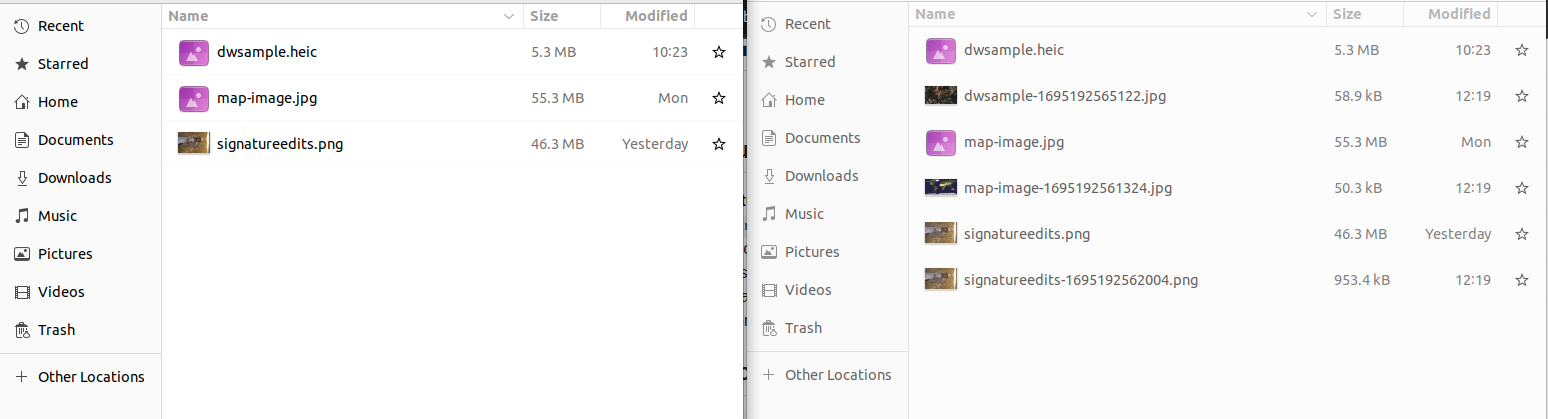 Name Size Modified
Recent
Starred
Home
Documents
Downloads
Music
Pictures
Videos
Trash
Other Locations
dwsample.heic 5.3 MB 10:23
map-image.jpg 55.3 MB Mon
signatureedits.png 46.3 MB Yesterday
Name Size Modified
Recent
Starred
Home
Documents
Downloads
Music
Pictures
Videos
Trash
Other Locations
dwsample.heic 5.3 MB 10:23
dwsample-1695192565122.jpg 58.9 kB 12:19
map-image.jpg 55.3 MB Mon
map-image-1695192561324.jpg 50.3 kB 12:19
signatureedits.png 46.3 MB Yesterday
signatureedits-1695192562004.png 953.4 kB 12:19